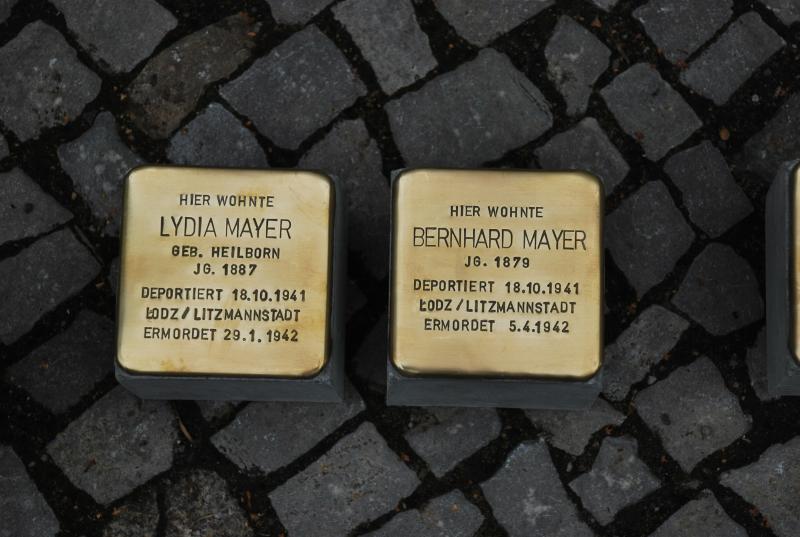 HIER WOHNTE
LYDIA MAYER
GEB. HEILBORN
JG. 1887
DEPORTIERT 18.10.1941
ŁODZ/LITZMANNSTADT
ERMORDET 29.1.1942
HIER WOHNTE
BERNHARD MAYER
JG. 1879
DEPORTIERT 18.10.1941
ŁODZ/LITZMANNSTADT
ERMORDET 5.4.1942